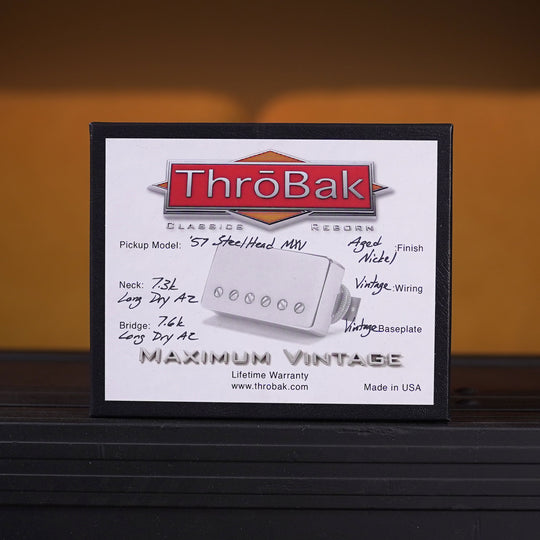 ThrōBak
Classics Reborn
Pickup Model: '57 SteelHead MXV
Aged Nickel :Finish
Neck: 7.3k
Long Dry A2
Vintage :Wiring
Bridge: 7.6k
Long Dry A2
Vintage Baseplate
Maximum Vintage
Lifetime Warranty
www.throbak.com
Made in USA